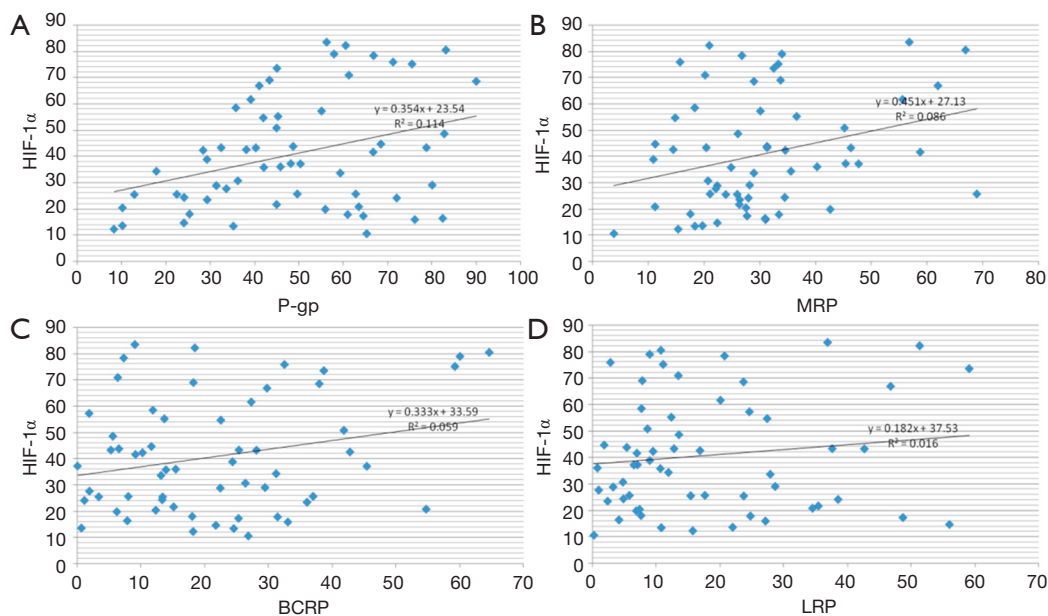 A
90
80
70
60
50
40
30
20
10
0
HIF-1α
y = 0.354x + 23.54
R² = 0.114
0 10 20 30 40 50 60 70 80 90 100
P-gp
B
90
80
70
60
50
40
30
20
10
0
HIF-1α
y = 0.451x + 27.13
R² = 0.086
0 10 20 30 40 50 60 70 80
MRP
C
90
80
70
60
50
40
30
20
10
0
HIF-1α
y = 0.333x + 33.59
R² = 0.059
0 10 20 30 40 50 60 70
BCRP
D
90
80
70
60
50
40
30
20
10
0
HIF-1α
y = 0.182x + 37.53
R² = 0.016
0 10 20 30 40 50 60 70
LRP